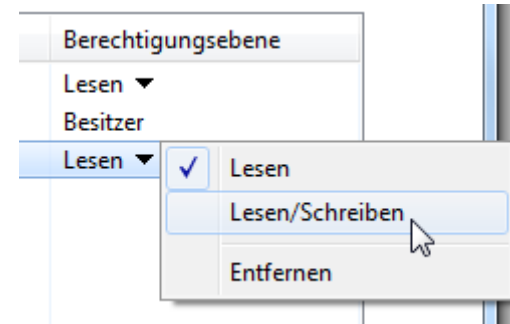 Berechtigungsebene
Lesen
Besitzer
Lesen
Lesen
Lesen/Schreiben
Entfernen